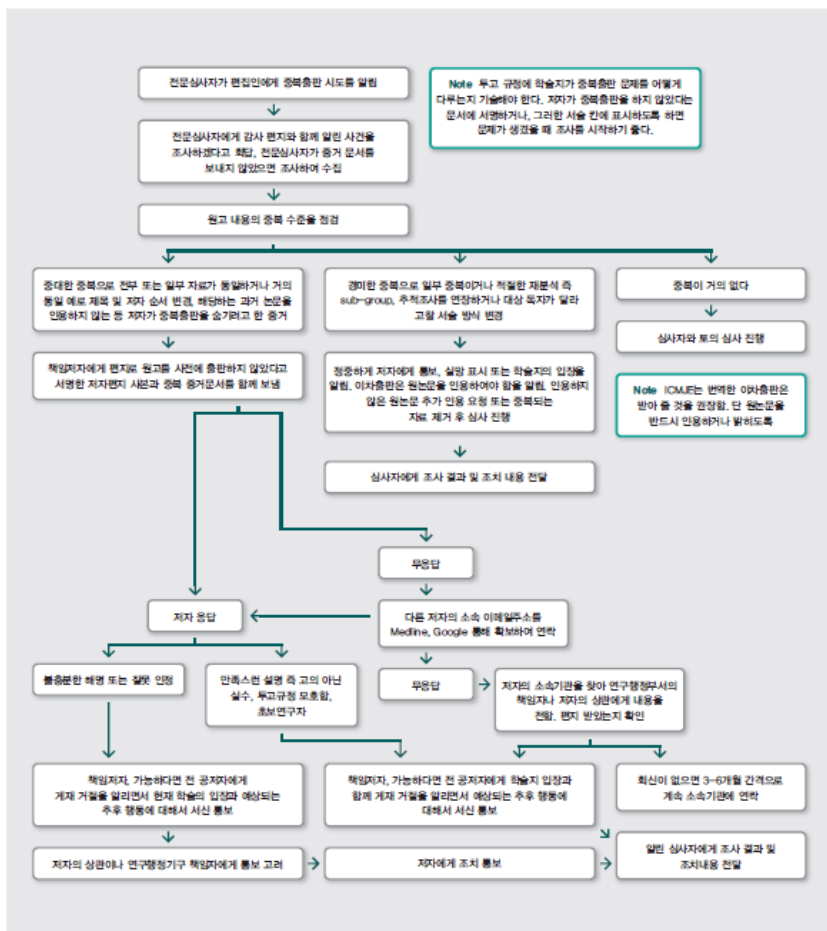 전문심사자가 편집인에게 중복출판 시도를 알림
Note 투고 규정에 학술지가 중복출판 문제를 어떻게
다루는지 기술해야 한다. 저자가 중복출판을 하지 않았다는
문서에 서명하거나, 그러한 서술 칸에 표시하도록 하면
문제가 생겼을 때 조사를 시작하기 좋다.
전문심사자에게 감사 편지와 함께 알린 사건을
조사하겠다고 회답, 전문심사자가 증거 문서를
보내지 않았으면 조사하여 수집
원고 내용의 중복 수준을 점검
중대한 중복으로 전부 또는 일부 자료가 동일하거나 거의
동일 예로 제목 및 저자 순서 변경, 해당하는 과거 논문을
인용하지 않는 등 저자가 중복출판을 숨기려고 한 증거
경미한 중복으로 일부 중복이거나 적절한 재분석 즉
sub-group, 추적조사를 연장하거나 대상 독자가 달라
고찰 서술 방식 변경
중복이 거의 없다
심사자와 토의 심사 진행
책임저자에게 편지로 원고를 사전에 출판하지 않았다고
서명한 저자편지 사본과 중복 증거문서를 함께 보냄
정중하게 저자에게 통보, 실망 표시 또는 학술지의 입장을
알림. 이차출판은 원논문을 인용하여야 함을 알림. 인용하지
않은 원논문 추가 인용 요청 또는 중복되는
자료 제거 후 심사 진행
Note ICMJE는 번역한 이차출판은
받아 줄 것을 권장함. 단 원논문을
반드시 인용하거나 밝히도록
심사자에게 조사 결과 및 조치 내용 전달
무응답
저자 응답
다른 저자의 소속 이메일주소를
Medline, Google 통해 확보하여 연락
불충분한 해명 또는 잘못 인정
만족스런 설명 즉 고의 아닌
실수, 투고규정 모호함,
초보연구자
무응답
저자의 소속기관을 찾아 연구행정부서의
책임자나 저자의 상관에게 내용을
전함. 편지 받았는지 확인
책임저자, 가능하다면 전 공저자에게
게재 거절을 알리면서 현재 학술의 입장과 예상되는
추후 행동에 대해서 서신 통보
책임저자, 가능하다면 전 공저자에게 학술지 입장과
함께 게재 거절을 알리면서 예상되는 추후 행동에
대해서 서신 통보
회신이 없으면 3-6개월 간격으로
계속 소속기관에 연락
저자의 상관이나 연구행정기구 책임자에게 통보 고려
저자에게 조치 통보
알린 심사자에게 조사 결과 및
조치내용 전달